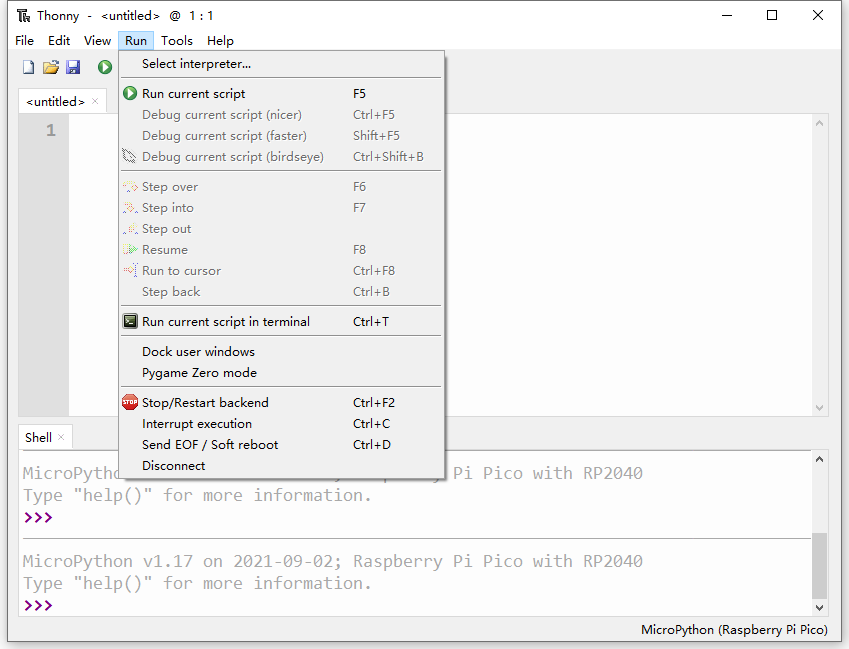 Thonny - <untitled> @ 1 : 1
File Edit View Run Tools Help
Select interpreter...
<untitled> ×
Run current script F5
1
Debug current script (nicer) Ctrl+F5
Debug current script (faster) Shift+F5
Debug current script (birdseye) Ctrl+Shift+B
Step over F6
Step into F7
Step out
Resume F8
Run to cursor Ctrl+F8
Step back Ctrl+B
Run current script in terminal Ctrl+T
Dock user windows
Pygame Zero mode
STOP Stop/Restart backend Ctrl+F2
Interrupt execution Ctrl+C
Send EOF / Soft reboot Ctrl+D
Disconnect
Shell ×
MicroPytho Pi Pico with RP2040
Type "help()" for more information.
>>>
MicroPython v1.17 on 2021-09-02; Raspberry Pi Pico with RP2040
Type "help()" for more information.
>>>
MicroPython (Raspberry Pi Pico)